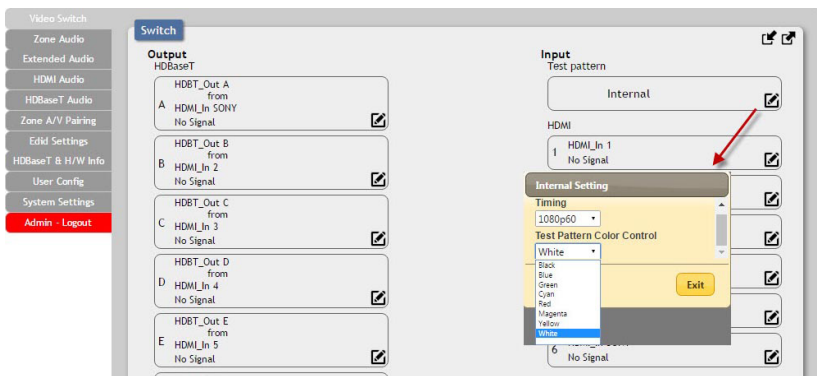 Video Switch
Zone Audio
Extended Audio
HDMI Audio
HDBaseT Audio
Zone A/V Pairing
Edid Settings
HDBaseT & H/W Info
User Config
System Settings
Admin - Logout
Switch
Output
HDBaseT
HDBT_Out A
from
A HDMI_In SONY
No Signal
HDBT_Out B
from
B HDMI_In 2
No Signal
HDBT_Out C
from
C HDMI_In 3
No Signal
HDBT_Out D
from
D HDMI_In 4
No Signal
HDBT_Out E
from
E HDMI_In 5
No Signal
Input
Test pattern
Internal
HDMI
1 HDMI_In 1
No Signal
Internal Setting
Timing
1080p60
Test Pattern Color Control
White
Black
Blue
Green
Cyan
Red
Magenta
Yellow
White
Exit
6
No Signal